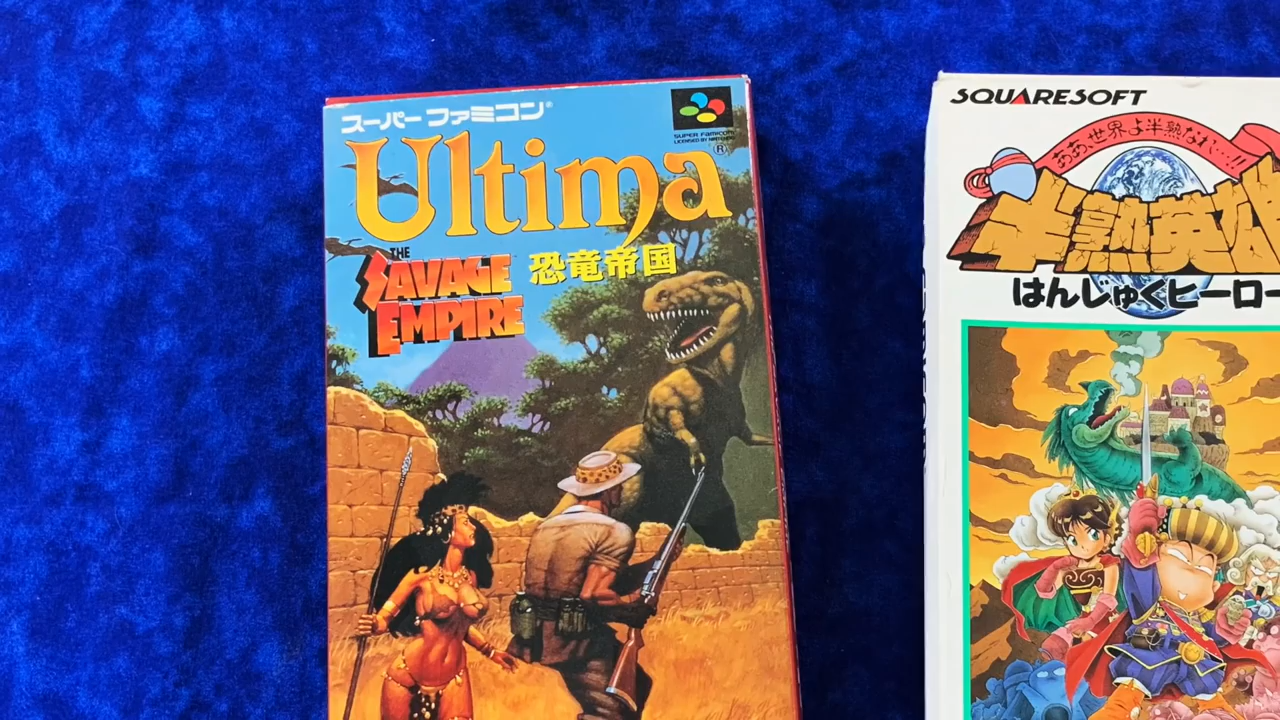 スーパーファミコン®
SUPER FAMICOM
LICENSED BY NINTENDO
Ultima®
THE
SAVAGE
EMPIRE
恐竜帝国
SQUARESOFT
ああ、世界よ半熟なれ…!!
半熟英雄
はんじゅくヒーロー